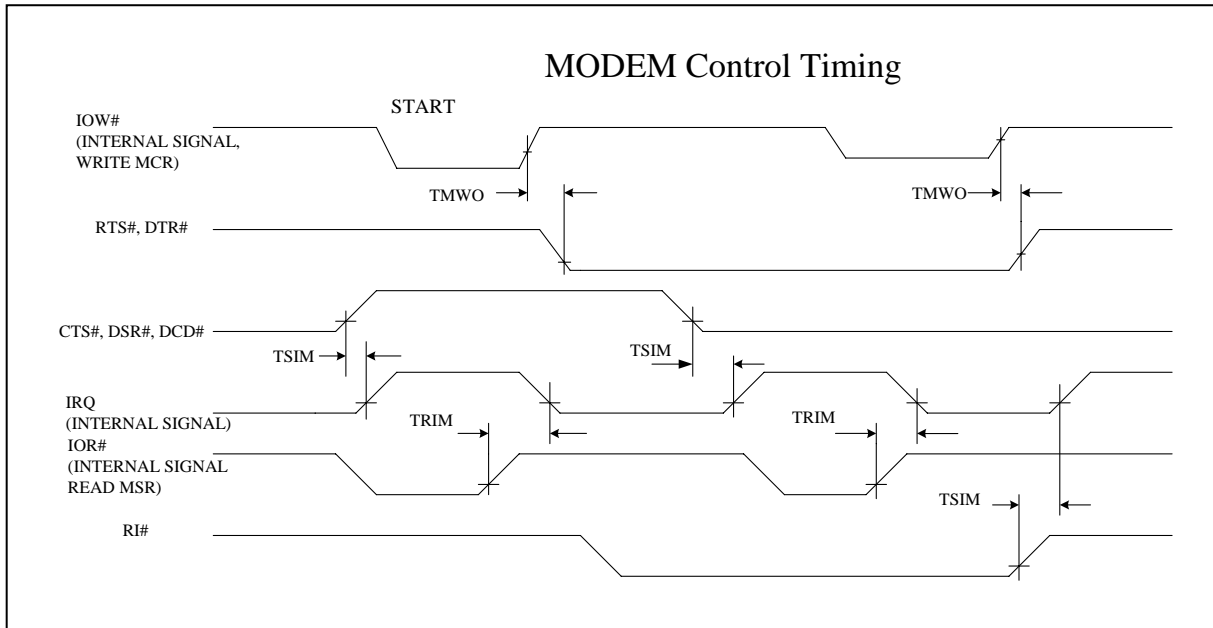 MODEM Control Timing
START
IOW#
(INTERNAL SIGNAL,
WRITE MCR)
TMWO
TMWO
RTS#, DTR#
CTS#, DSR#, DCD#
TSIM
TSIM
IRQ
(INTERNAL SIGNAL)
TRIM
TRIM
IOR#
(INTERNAL SIGNAL
READ MSR)
TSIM
RI#